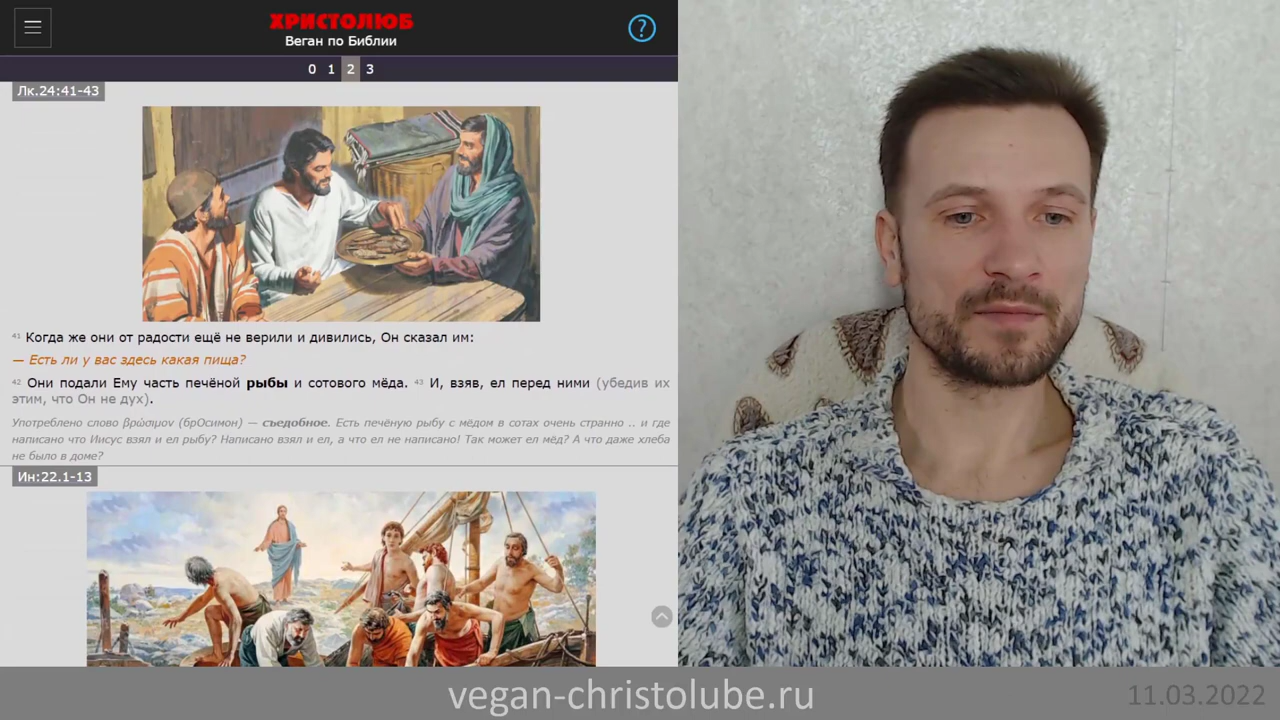 ХРИСТОЛЮБ
Веган по Библии
?
0 1 2 3
Лк.24:41-43
41 Когда же они от радости ещё не верили и дивились, Он сказал им:
— Есть ли у вас здесь какая пища?
42 Они подали Ему часть печёной рыбы и сотового мёда. 43 И, взяв, ел перед ними (убедив их
этим, что Он не дух).
Употреблено слово βρώσιμον (брОсимон) — съедобное. Есть печёную рыбу с мёдом в сотах очень странно .. и где
написано что Иисус взял и ел рыбу? Написано взял и ел, а что ел не написано! Так может ел мёд? А что даже хлеба
не было в доме?
Ин:22.1-13
vegan-christolube.ru
11.03.2022